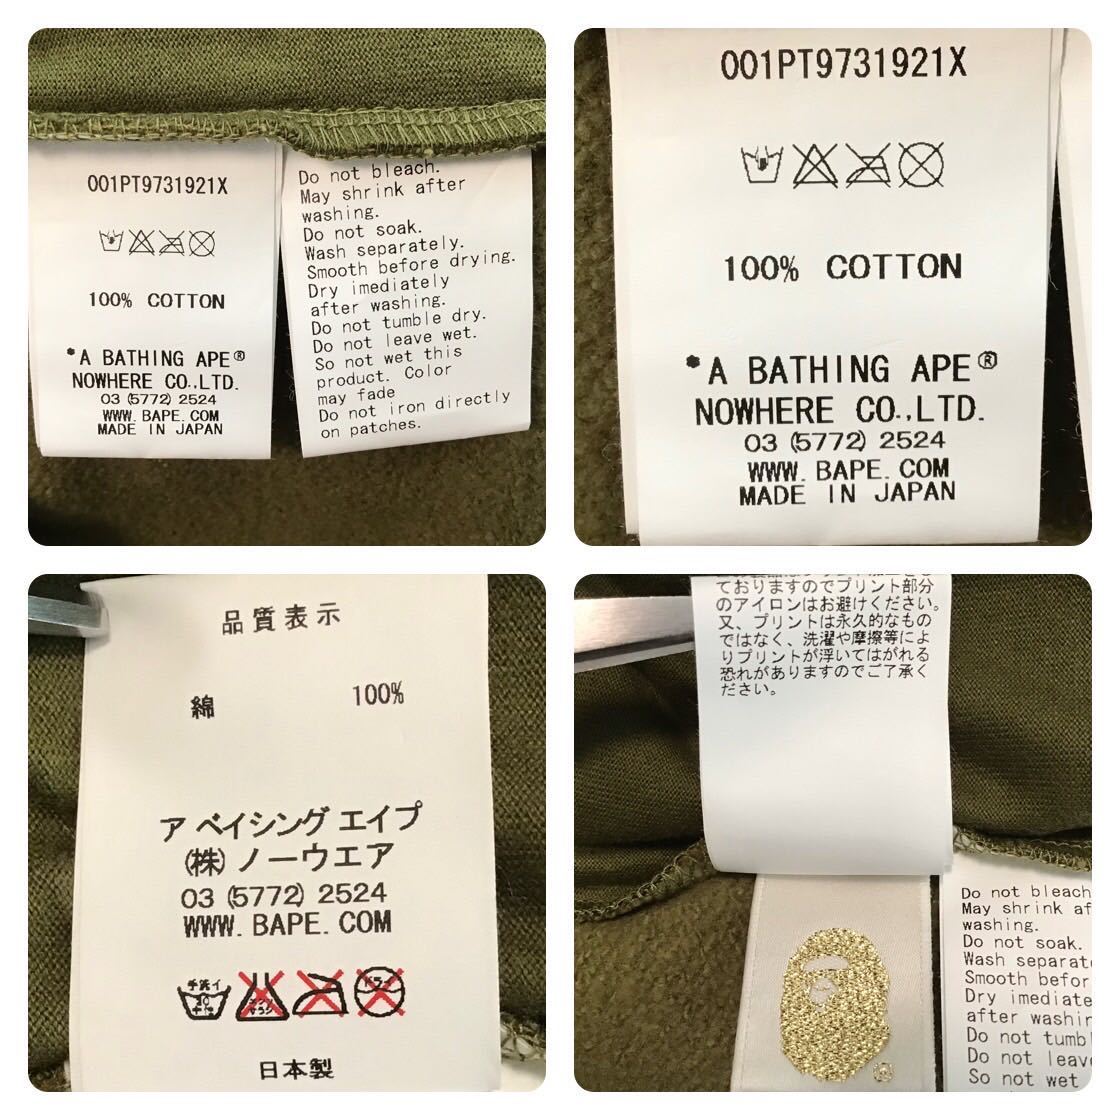 001PT9731921X
100% COTTON
*A BATHING APE®
NOWHERE CO.,LTD.
03 (5772) 2524
WWW. BAPE. COM
MADE IN JAPAN
Do not bleach.
May shrink after
washing.
Do not soak.
Wash separately.
Smooth before drying.
Dry imediately
after washing.
Do not tumble dry.
Do not leave wet.
So not wet this
product. Color
may fade
Do not iron directly
on patches.
001PT9731921X
100% COTTON
*A BATHING APE®
NOWHERE CO.,LTD.
03 (5772) 2524
WWW. BAPE. COM
MADE IN JAPAN
品質表示
綿 100%
ア ベイシング エイプ
(株) ノーウエア
03 (5772) 2524
WWW. BAPE. COM
手洗イ
30
中性
ドライ
日本製
ておりますのでプリント部分
のアイロンはお避けください。
又、プリントは永久的なもの
ではなく、洗濯や摩擦等によ
りプリントが浮いてはがれる
恐れがありますのでご了承く
ださい。
Do not bleach
May shrink af
washing.
Do not soak.
Wash separat
Smooth befor
Dry imediate
after washin
Do not tumb
Do not leav
So not wet
®